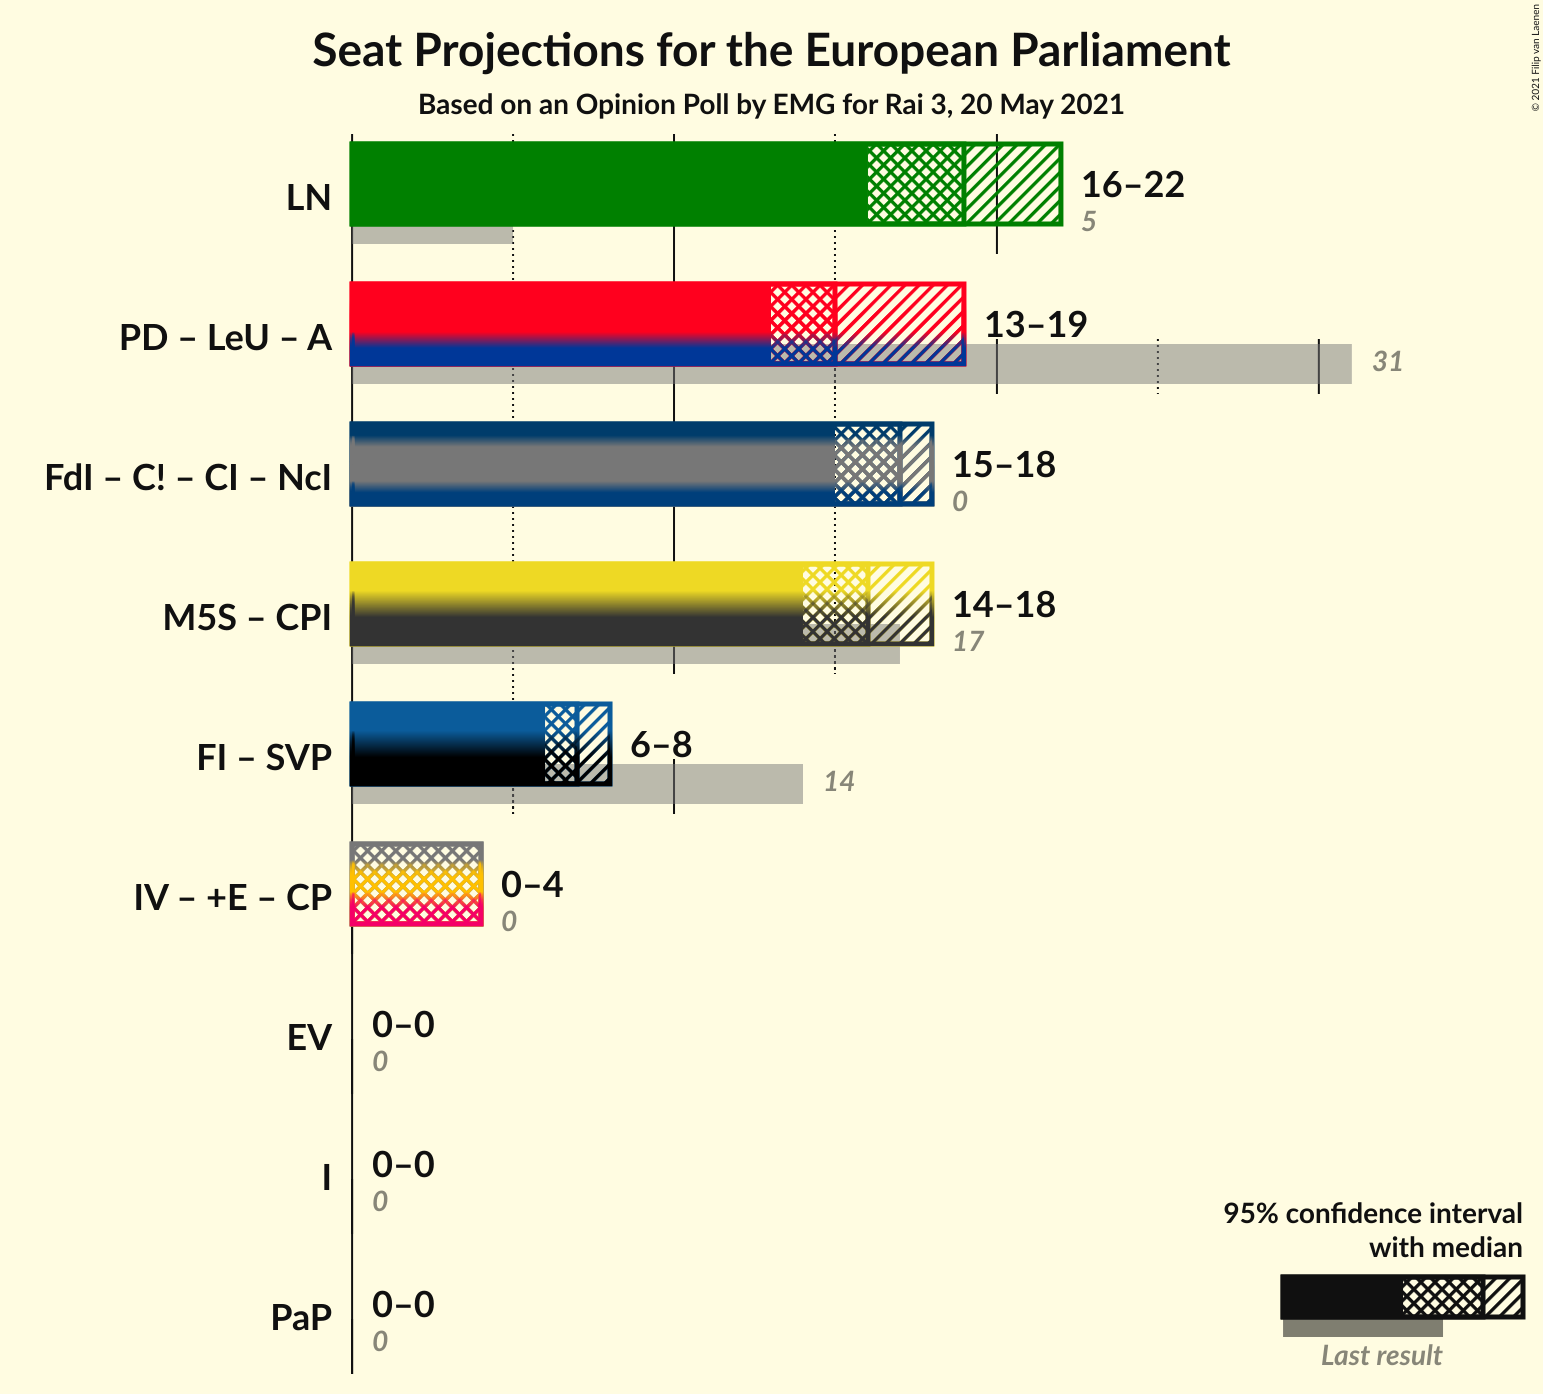 Seat Projections for the European Parliament
Based on an Opinion Poll by EMG for Rai 3, 20 May 2021
© 2021 Filip van Laenen
LN
16–22
5
PD – LeU – A
13–19
31
FdI – C! – CI – NcI
15–18
0
M5S – CPI
14–18
17
FI – SVP
6–8
14
IV – +E – CP
0–4
0
EV
0–0
0
I
0–0
0
PaP
0–0
0
95% confidence interval
with median
Last result